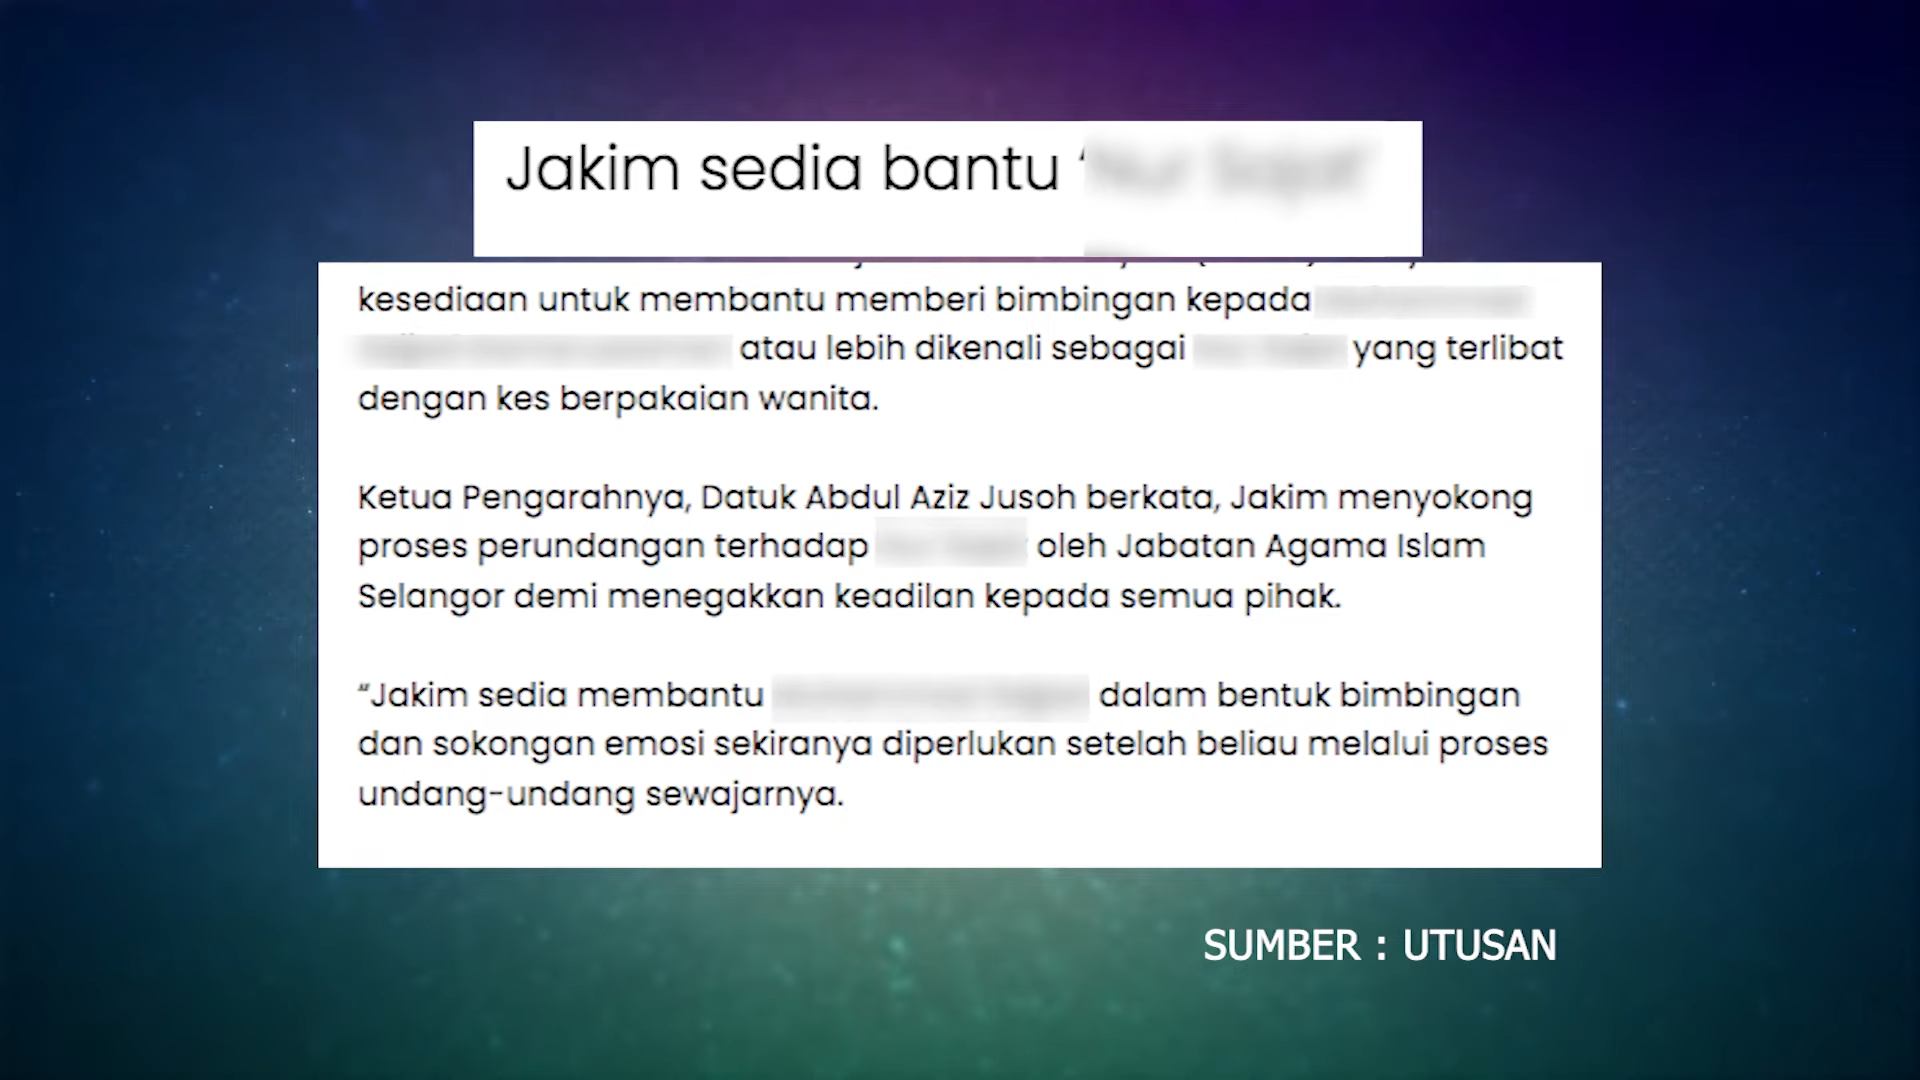 Jakim sedia bantu ‘
kesediaan untuk membantu memberi bimbingan kepada
atau lebih dikenali sebagai yang terlibat
dengan kes berpakaian wanita.
Ketua Pengarahnya, Datuk Abdul Aziz Jusoh berkata, Jakim menyokong
proses perundangan terhadap oleh Jabatan Agama Islam
Selangor demi menegakkan keadilan kepada semua pihak.
“Jakim sedia membantu dalam bentuk bimbingan
dan sokongan emosi sekiranya diperlukan setelah beliau melalui proses
undang-undang sewajarnya.
SUMBER : UTUSAN